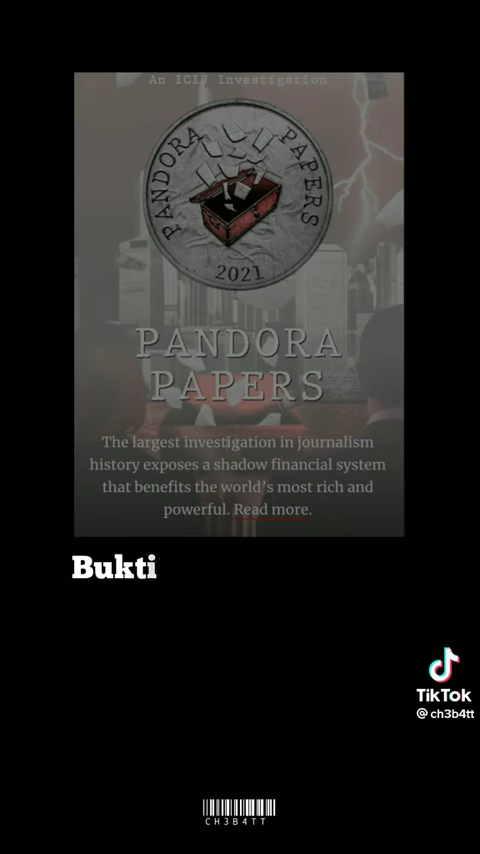 An ICIJ Investigation
PANDORA PAPERS
2021
PANDORA
PAPERS
The largest investigation in journalism
history exposes a shadow financial system
that benefits the world's most rich and
powerful. Read more.
Bukti
TikTok
@ch3b4tt
CH3B4TT